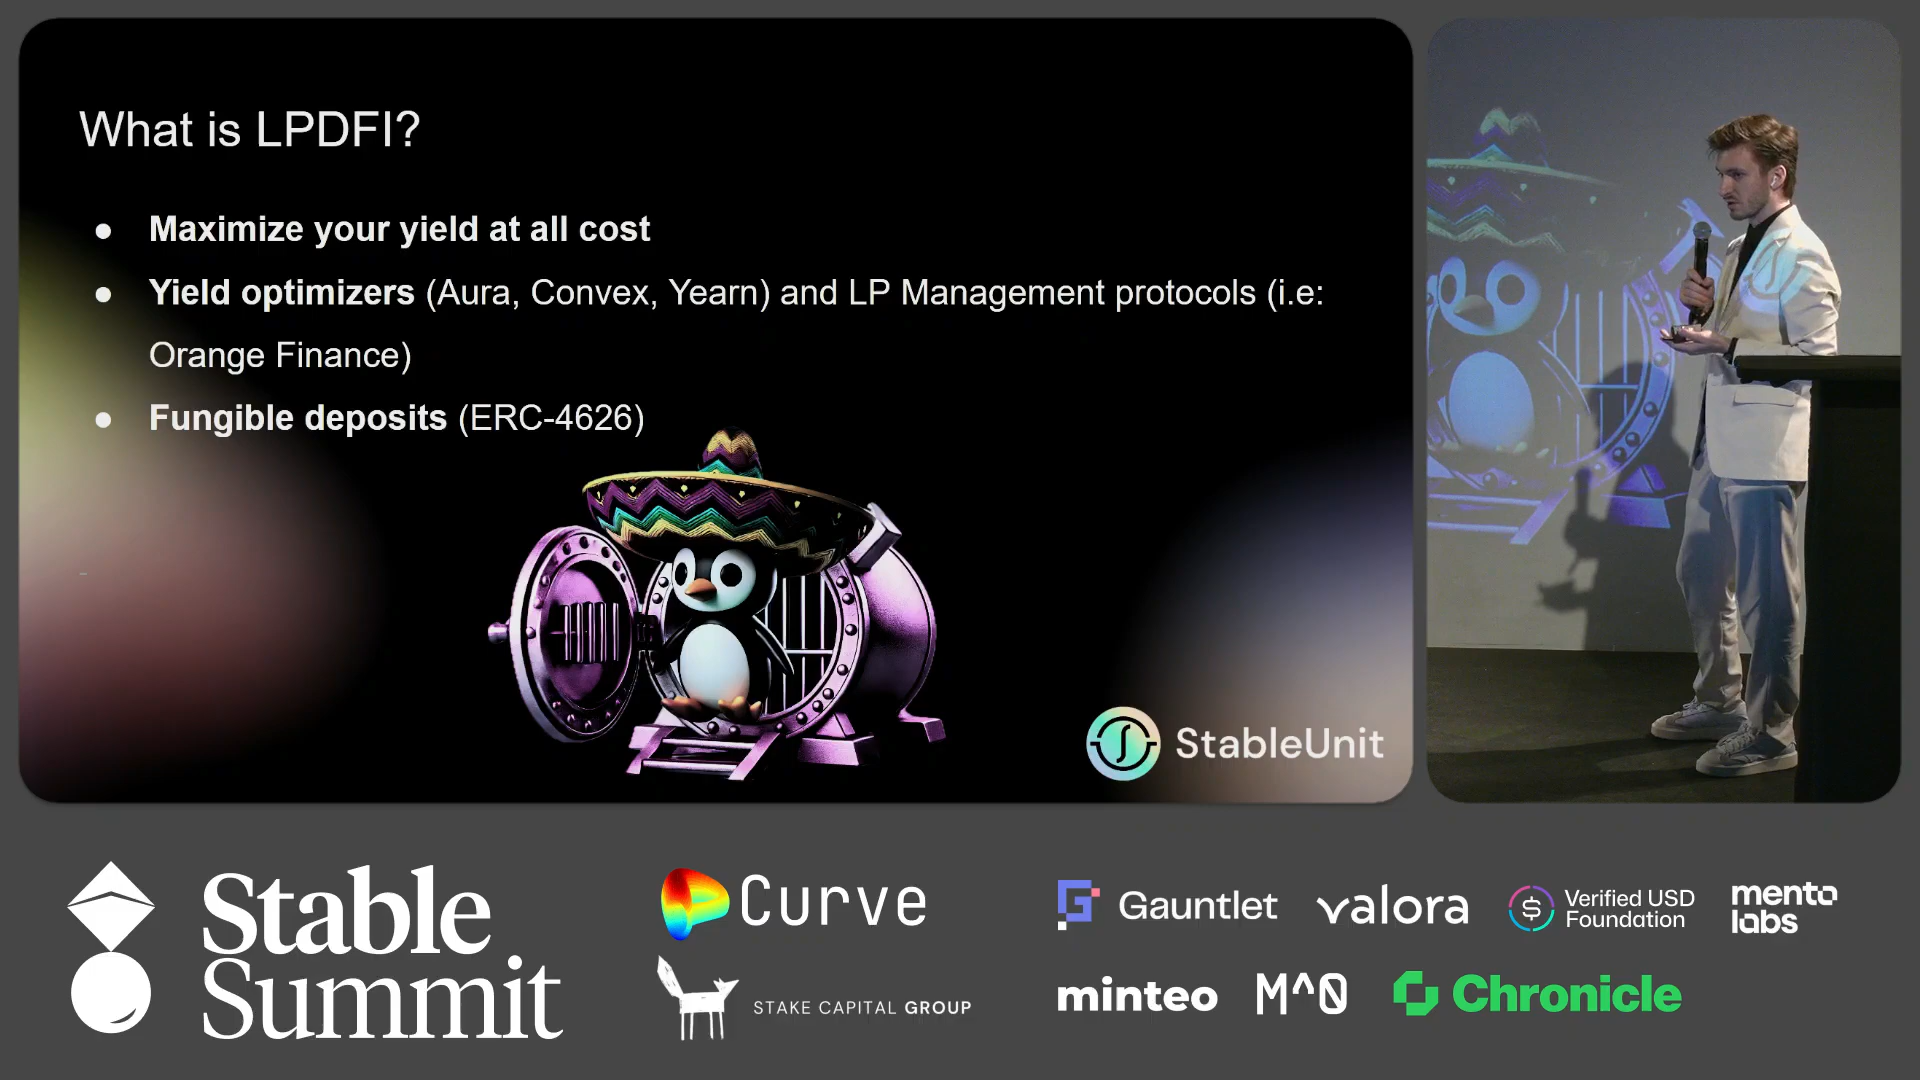 What is LPDFI?
● Maximize your yield at all cost
● Yield optimizers (Aura, Convex, Yearn) and LP Management protocols (i.e:
Orange Finance)
● Fungible deposits (ERC-4626)
StableUnit
Stable
Summit
Curve
STAKE CAPITAL GROUP
Gauntlet
valora
Verified USD
Foundation
mento
labs
minteo
M^0
Chronicle